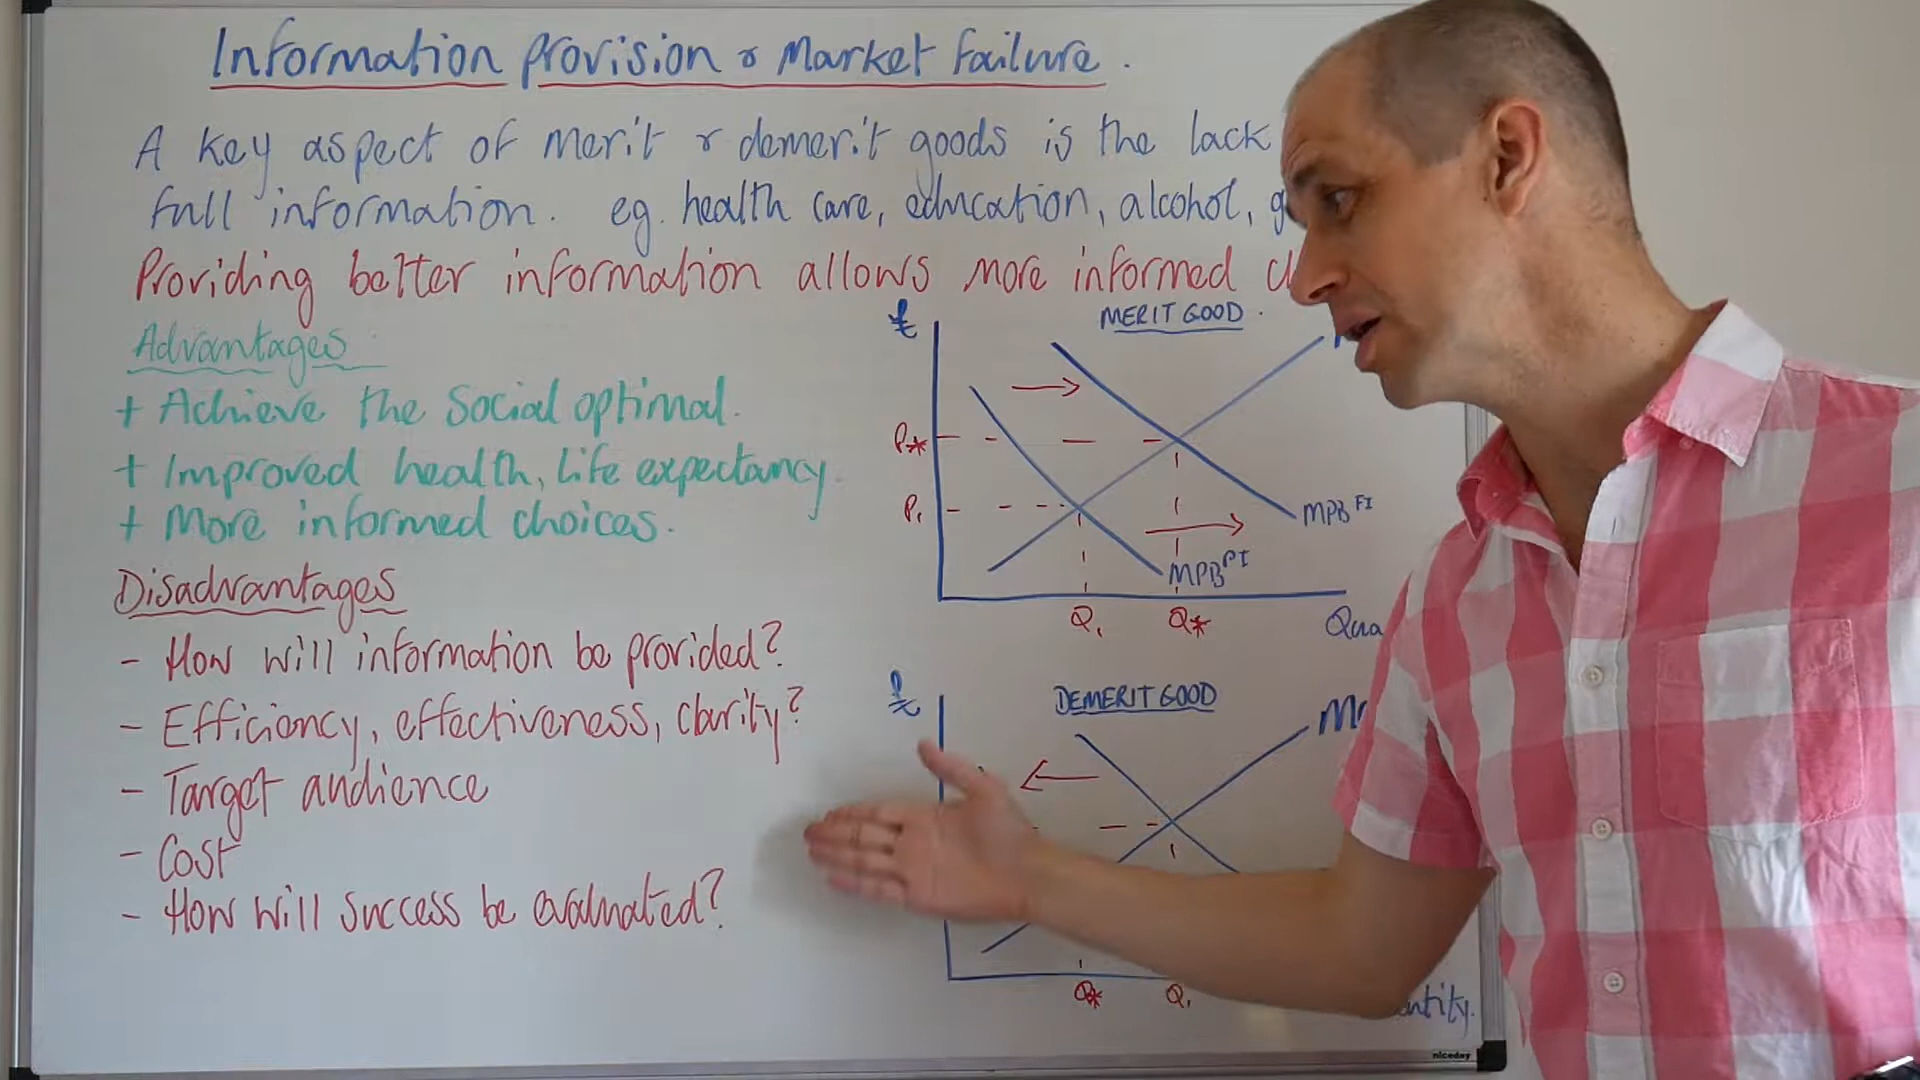 Information Provision & Market Failure.
A key aspect of merit & demerit goods is the lack
full information. eg. health care, education, alcohol,
Providing better information allows more informed
Advantages
+ Achieve the social optimal.
+ Improved health, life expectancy.
+ More informed choices.
Disadvantages
- How will information be provided?
- Efficiency, effectiveness, clarity?
- Target audience
- Cost
- How will success be evaluated?
£
MERIT GOOD.
P*
P1
MPB^FI
MPB^PI
Q1 Q*
£
DEMERIT GOOD
Q* Q1
niceday